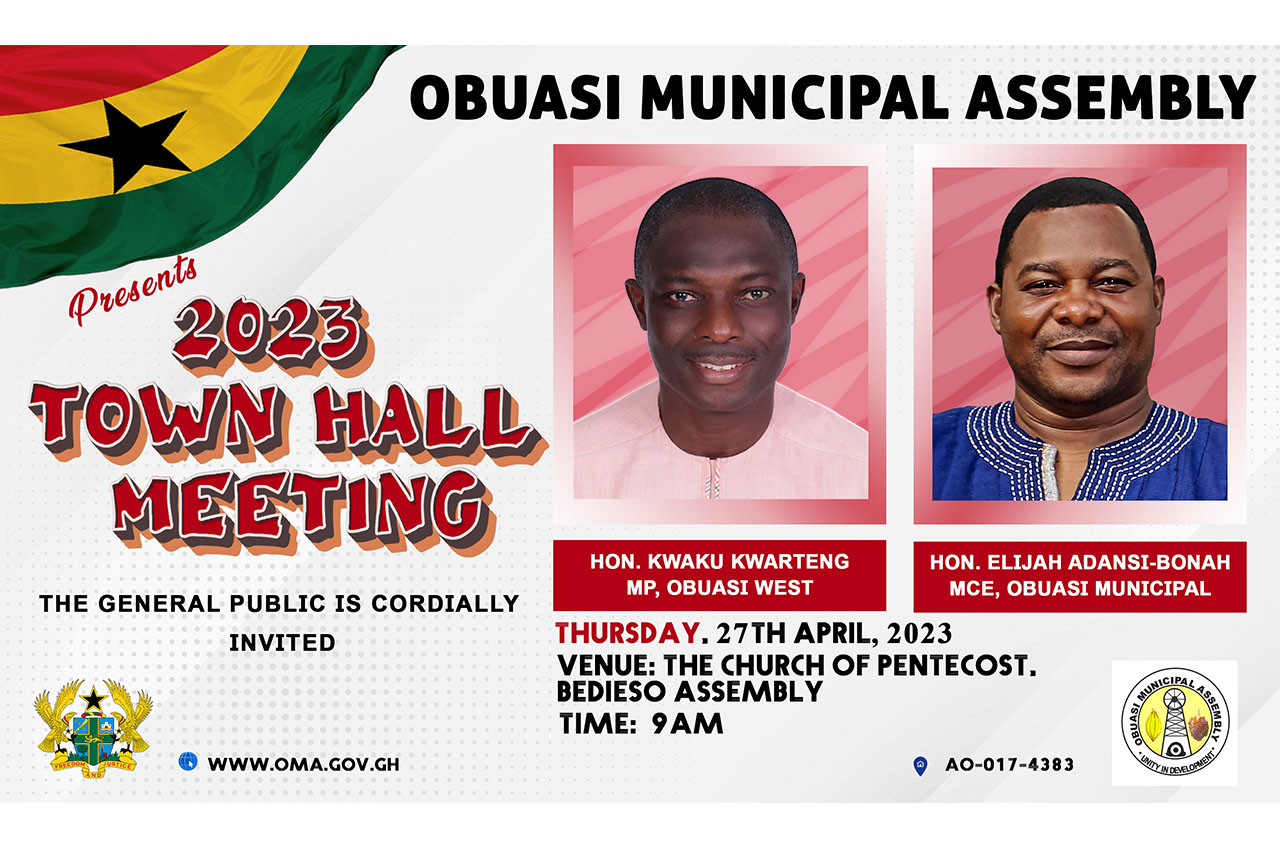 OBUASI MUNICIPAL ASSEMBLY
Presents
2023
TOWN HALL
MEETING
THE GENERAL PUBLIC IS CORDIALLY
INVITED
HON. KWAKU KWARTENG
MP, OBUASI WEST
HON. ELIJAH ADANSI-BONAH
MCE, OBUASI MUNICIPAL
THURSDAY, 27TH APRIL, 2023
VENUE: THE CHURCH OF PENTECOST,
BEDIESO ASSEMBLY
TIME: 9AM
FREEDOM AND JUSTICE
WWW.OMA.GOV.GH
AO-017-4383
OBUASI MUNICIPAL ASSEMBLY
UNITY IN DEVELOPMENT